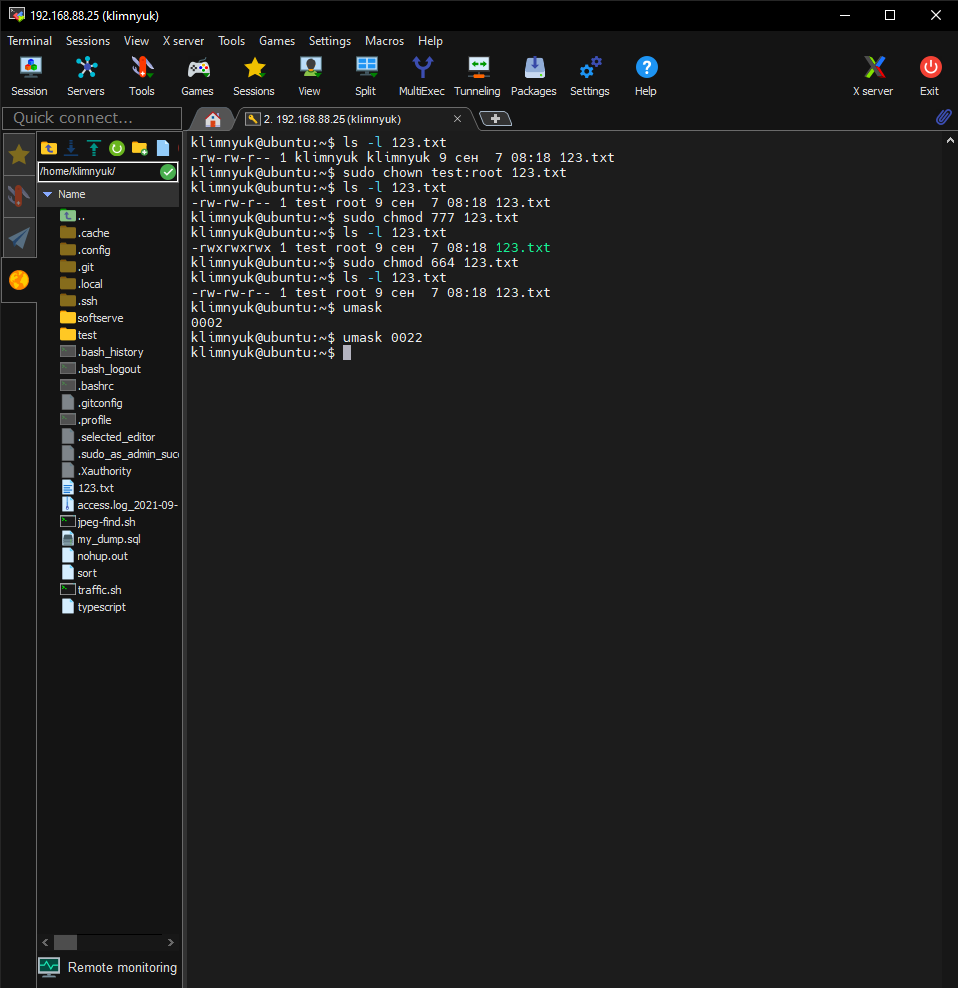 192.168.88.25 (klimnyuk)
Terminal Sessions View X server Tools Games Settings Macros Help
Session Servers Tools Games Sessions View Split MultiExec Tunneling Packages Settings Help X server Exit
Quick connect...
2. 192.168.88.25 (klimnyuk)
/home/klimnyuk/
Name
..
.cache
.config
.git
.local
.ssh
softserve
test
.bash_history
.bash_logout
.bashrc
.gitconfig
.profile
.selected_editor
.sudo_as_admin_succ
.Xauthority
123.txt
access.log_2021-09-
jpeg-find.sh
my_dump.sql
nohup.out
sort
traffic.sh
typescript
Remote monitoring
klimnyuk@ubuntu:~$ ls -l 123.txt
-rw-rw-r-- 1 klimnyuk klimnyuk 9 сен  7 08:18 123.txt
klimnyuk@ubuntu:~$ sudo chown test:root 123.txt
klimnyuk@ubuntu:~$ ls -l 123.txt
-rw-rw-r-- 1 test root 9 сен  7 08:18 123.txt
klimnyuk@ubuntu:~$ sudo chmod 777 123.txt
klimnyuk@ubuntu:~$ ls -l 123.txt
-rwxrwxrwx 1 test root 9 сен  7 08:18 123.txt
klimnyuk@ubuntu:~$ sudo chmod 664 123.txt
klimnyuk@ubuntu:~$ ls -l 123.txt
-rw-rw-r-- 1 test root 9 сен  7 08:18 123.txt
klimnyuk@ubuntu:~$ umask
0002
klimnyuk@ubuntu:~$ umask 0022
klimnyuk@ubuntu:~$